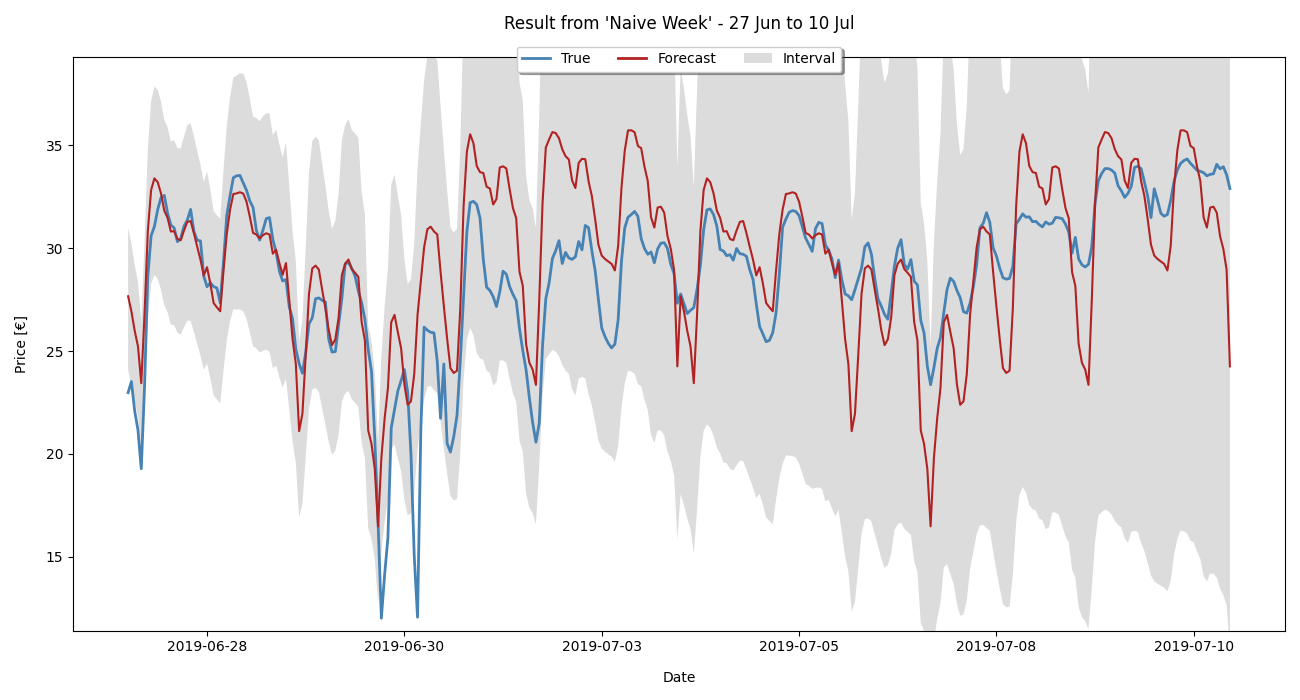 Result from 'Naive Week' - 27 Jun to 10 Jul
True Forecast Interval
Price [€]
35
30
25
20
15
2019-06-28 2019-06-30 2019-07-03 2019-07-05 2019-07-08 2019-07-10
Date